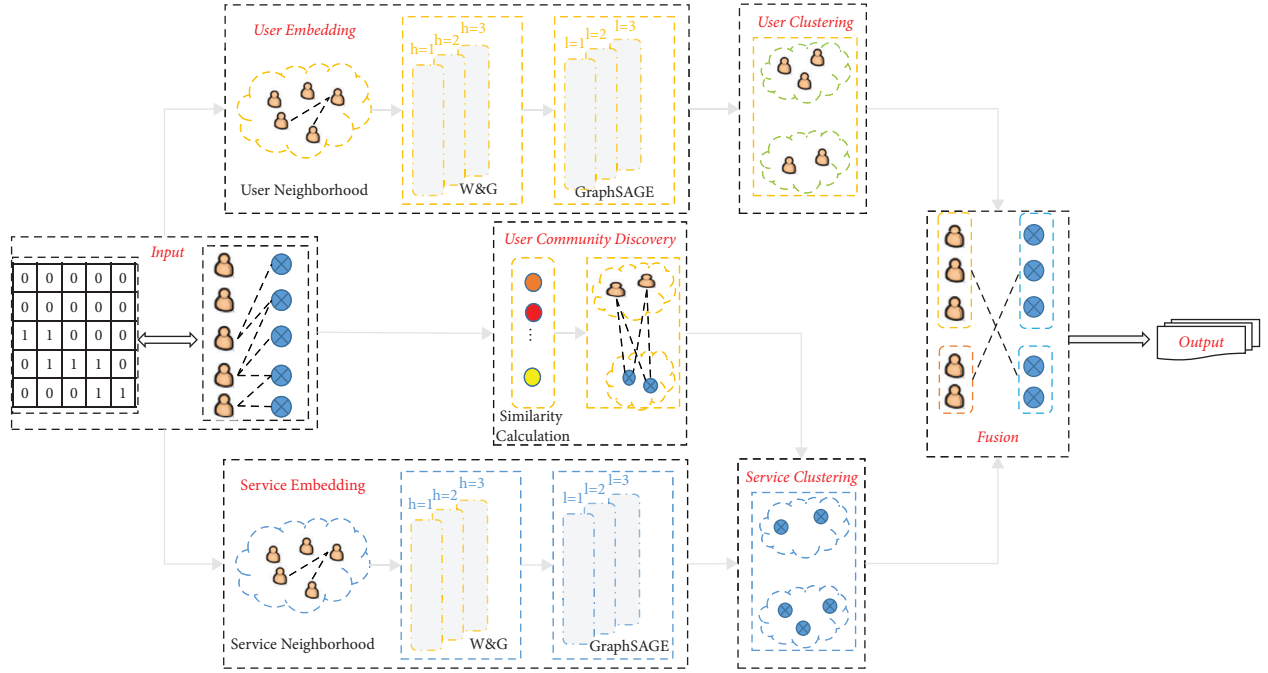 User Embedding
h=1 h=2 h=3
l=1 l=2 l=3
User Neighborhood
W&G
GraphSAGE
User Clustering
Input
0 0 0 0 0
0 0 0 0 0
1 1 0 0 0
0 1 1 1 0
0 0 0 1 1
User Community Discovery
⋮
Similarity
Calculation
Service Embedding
h=1 h=2 h=3
l=1 l=2 l=3
Service Neighborhood
W&G
GraphSAGE
Service Clustering
Fusion
Output